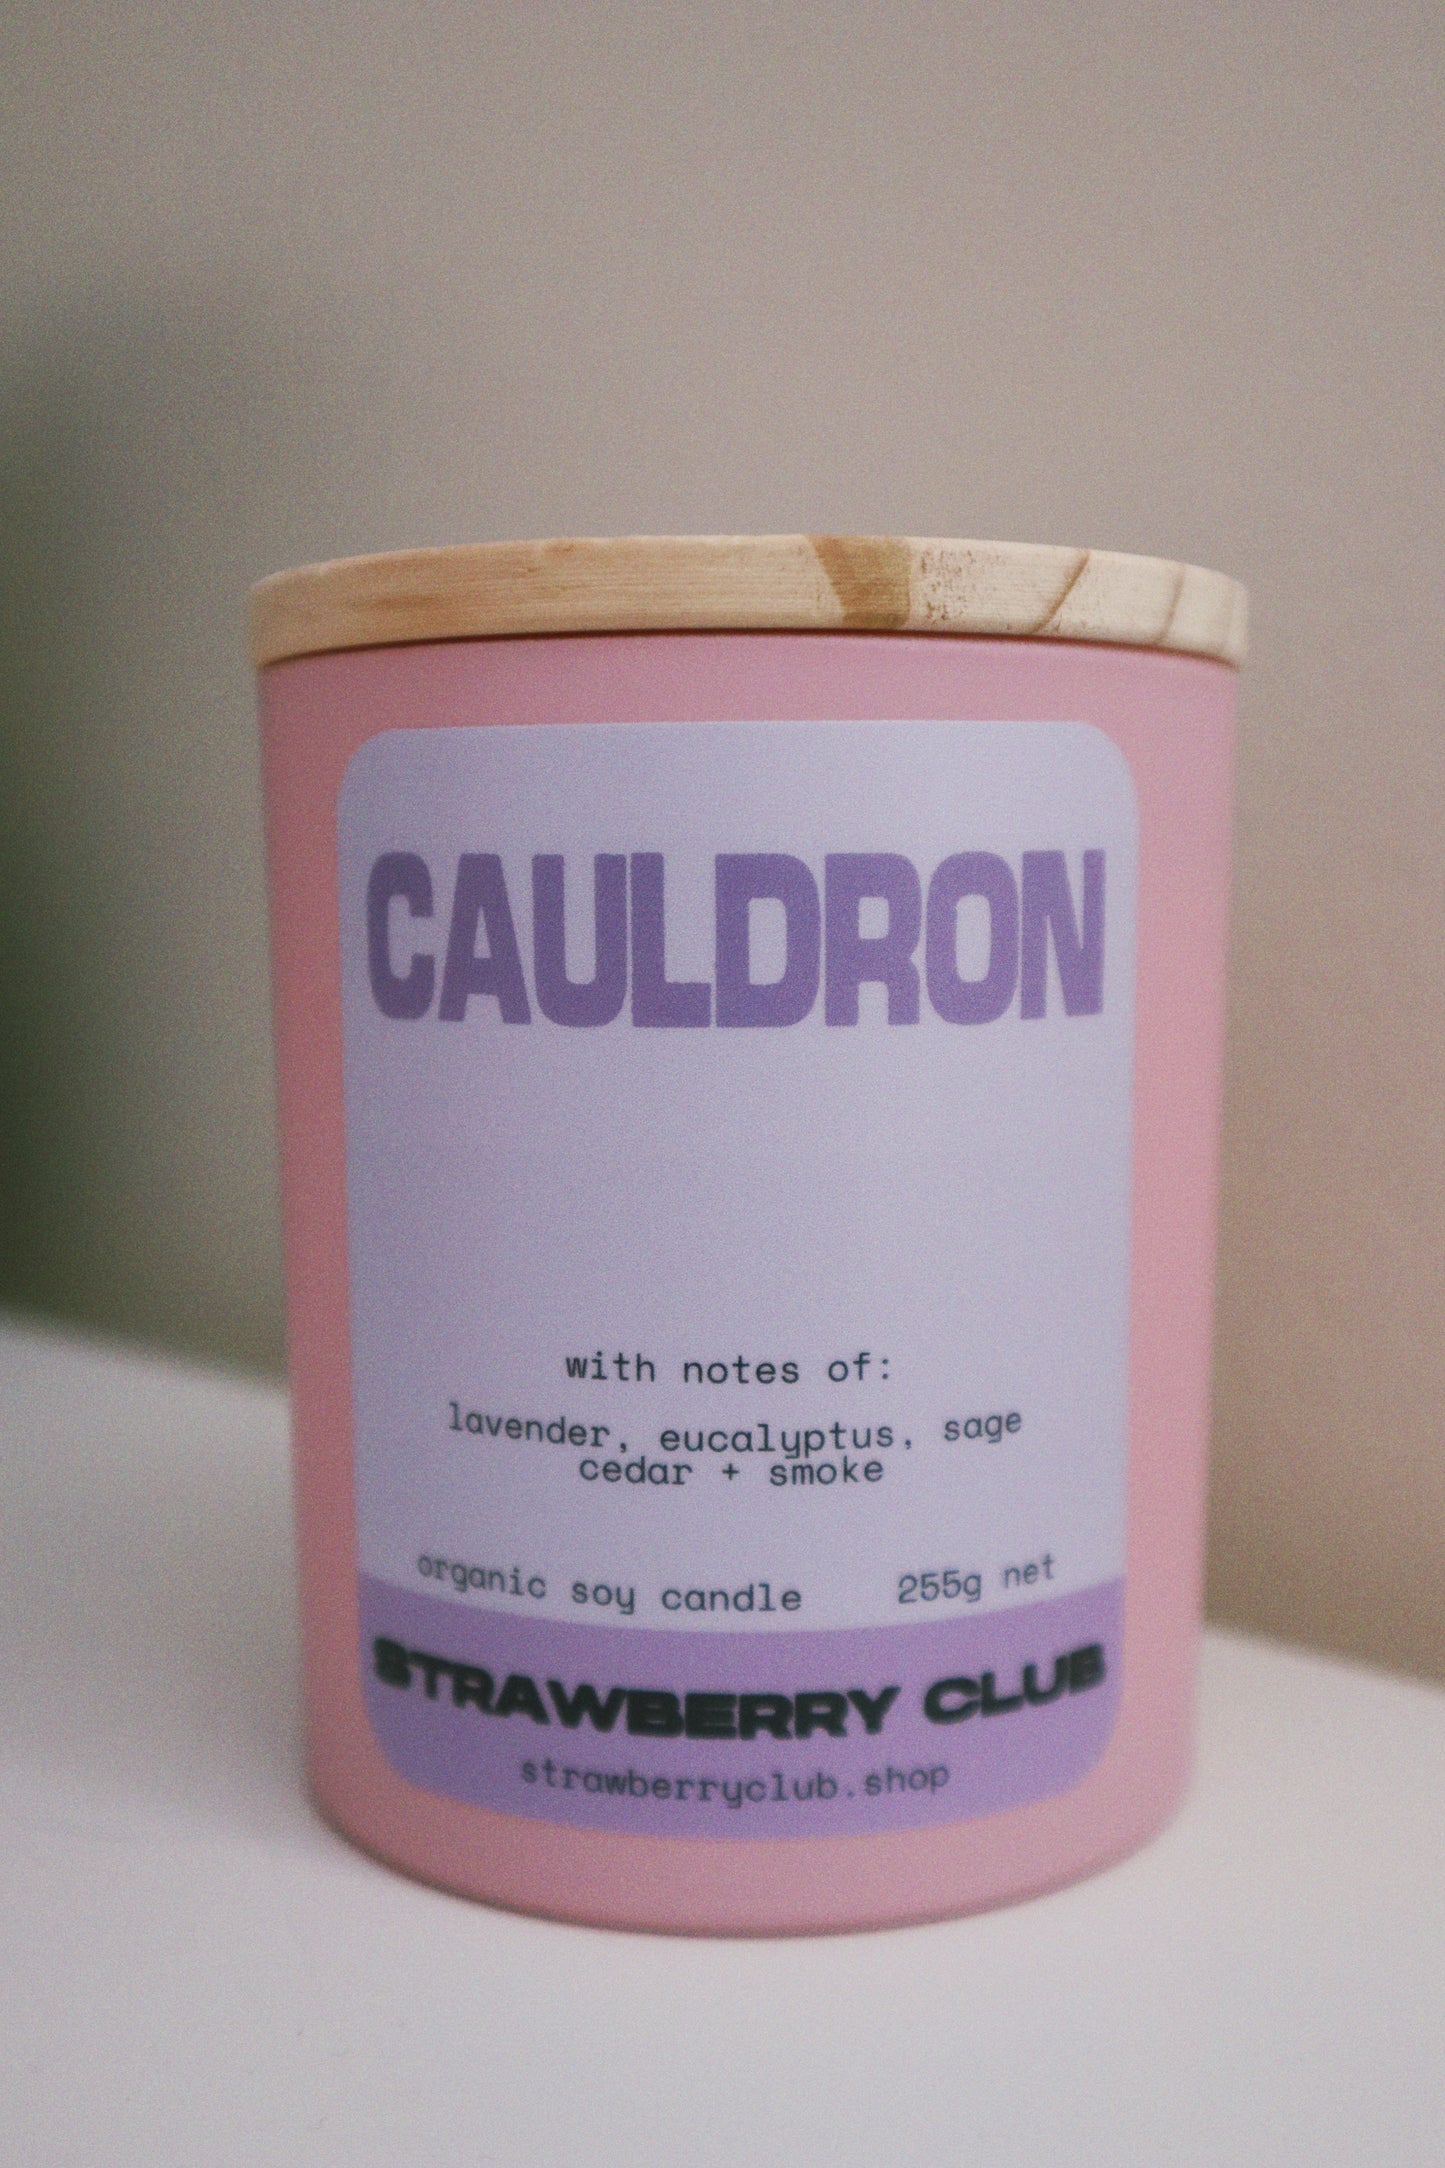 CAULDRON
with notes of:
lavender, eucalyptus, sage
cedar + smoke
organic soy candle 255g net
STRAWBERRY CLUB
strawberryclub.shop